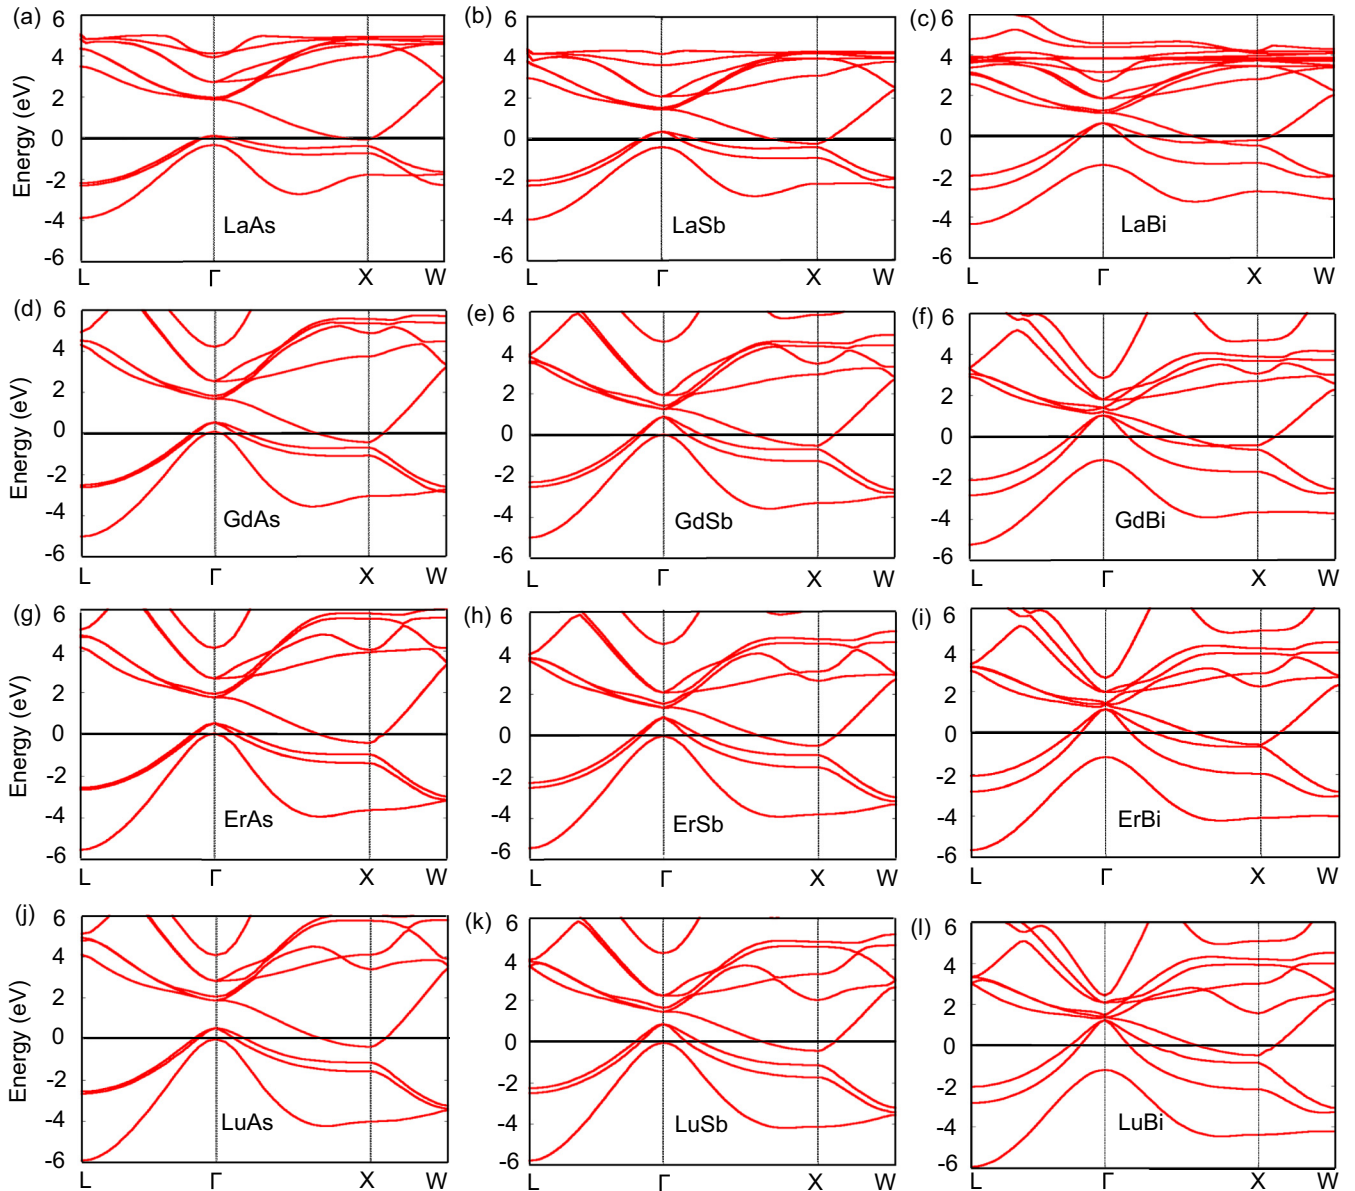 (a) (b) (c)
Energy (eV)
6 4 2 0 -2 -4 -6
6 4 2 0 -2 -4 -6
6 4 2 0 -2 -4 -6
LaAs LaSb LaBi
L Γ X W L Γ X W L Γ X W
(d) (e) (f)
Energy (eV)
6 4 2 0 -2 -4 -6
6 4 2 0 -2 -4 -6
6 4 2 0 -2 -4 -6
GdAs GdSb GdBi
L Γ X W L Γ X W L Γ X W
(g) (h) (i)
Energy (eV)
6 4 2 0 -2 -4 -6
6 4 2 0 -2 -4 -6
6 4 2 0 -2 -4 -6
ErAs ErSb ErBi
L Γ X W L Γ X W L Γ X W
(j) (k) (l)
Energy (eV)
6 4 2 0 -2 -4 -6
6 4 2 0 -2 -4 -6
6 4 2 0 -2 -4 -6
LuAs LuSb LuBi
L Γ X W L Γ X W L Γ X W